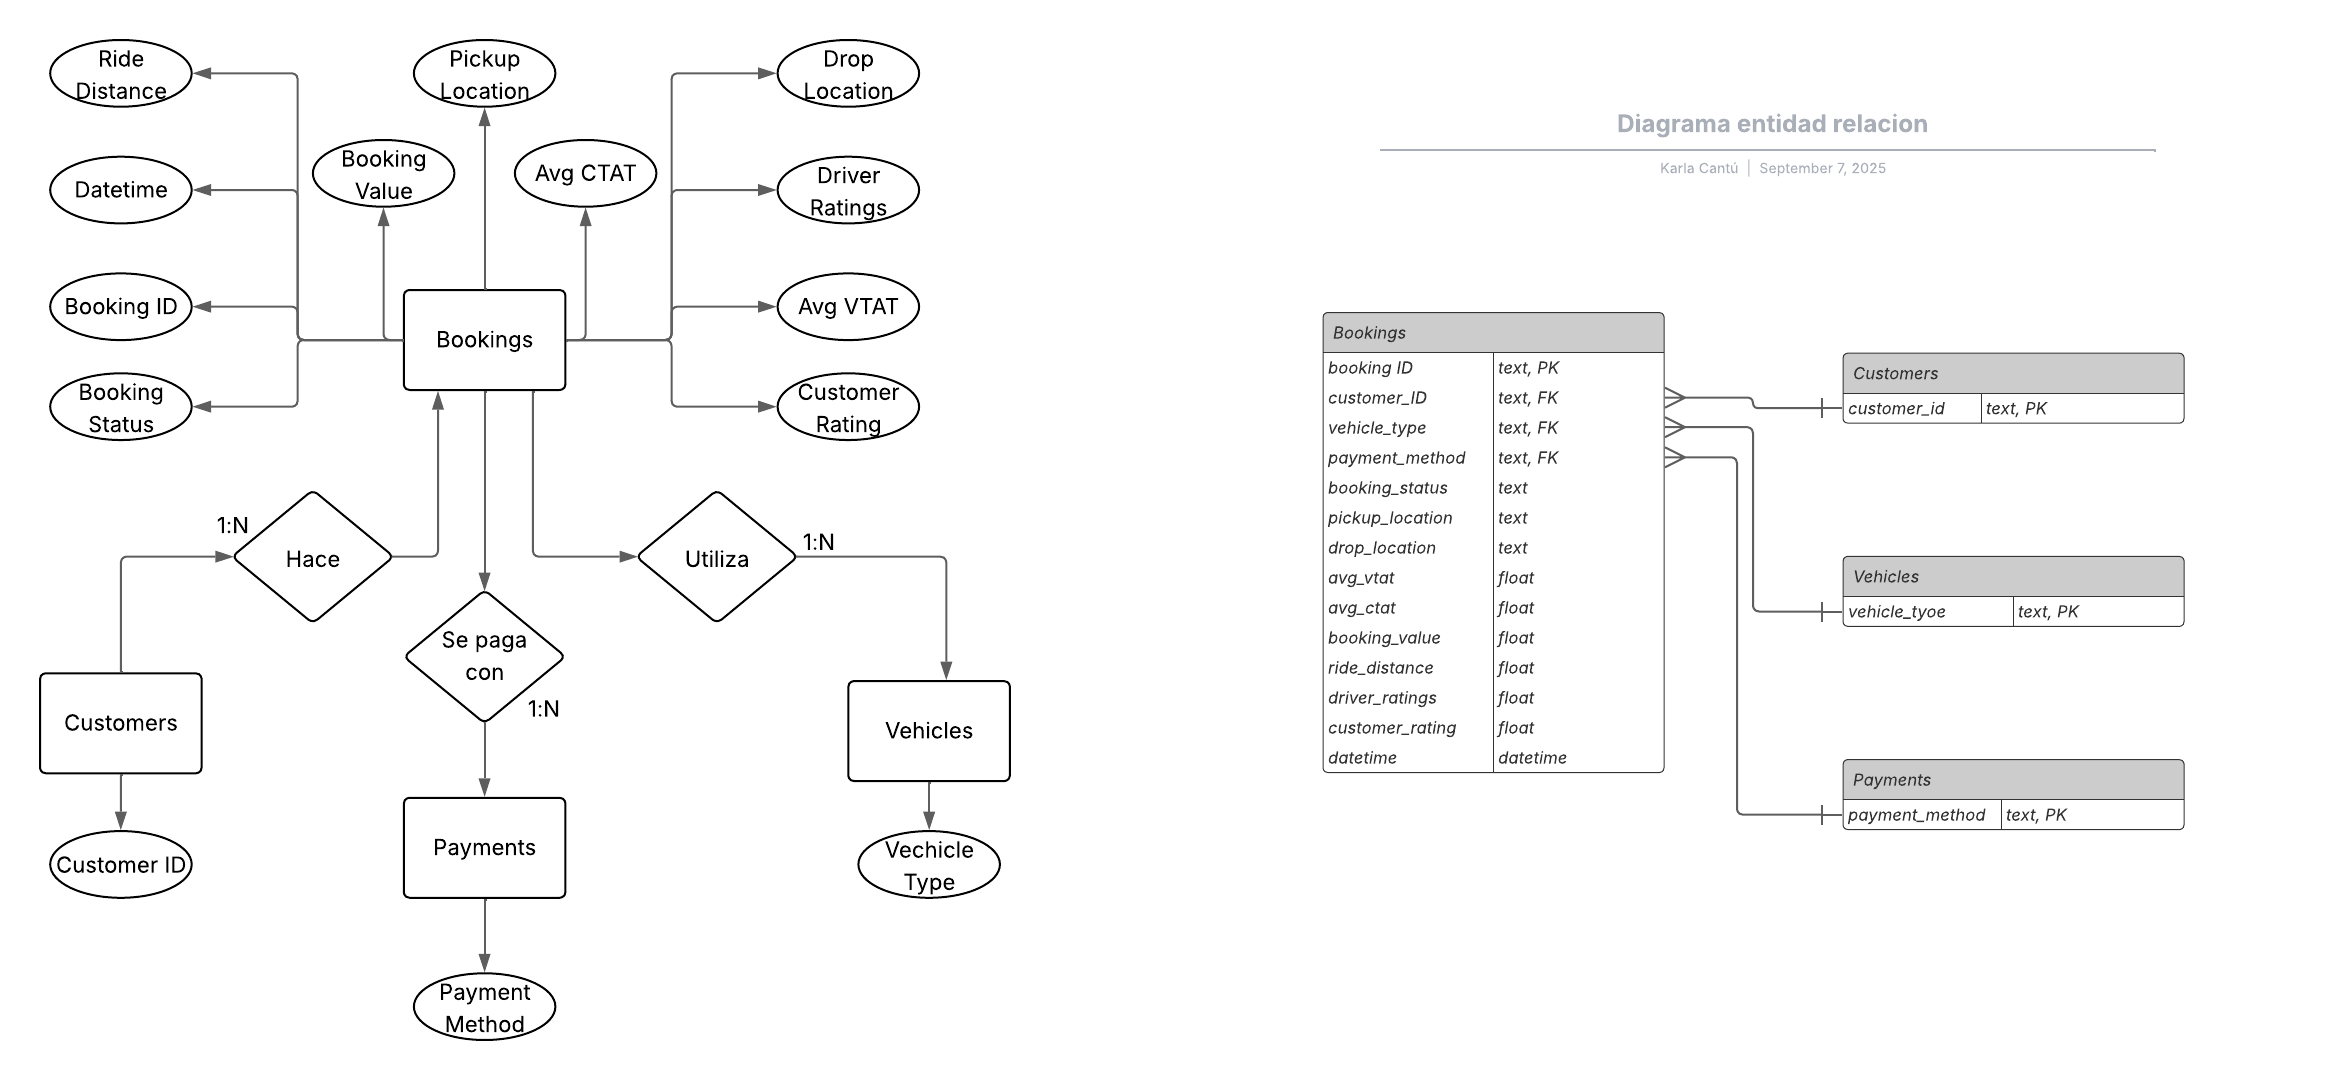 Ride
Distance
Pickup
Location
Drop
Location
Booking
Value
Avg CTAT
Datetime
Driver
Ratings
Booking ID
Avg VTAT
Bookings
Booking
Status
Customer
Rating
1:N
Hace
Utiliza
1:N
Se paga
con
1:N
Customers
Vehicles
Payments
Customer ID
Vechicle
Type
Payment
Method
Diagrama entidad relacion
Karla Cantú | September 7, 2025
Bookings
booking ID text, PK
customer_ID text, FK
vehicle_type text, FK
payment_method text, FK
booking_status text
pickup_location text
drop_location text
avg_vtat float
avg_ctat float
booking_value float
ride_distance float
driver_ratings float
customer_rating float
datetime datetime
Customers
customer_id text, PK
Vehicles
vehicle_tyoe text, PK
Payments
payment_method text, PK